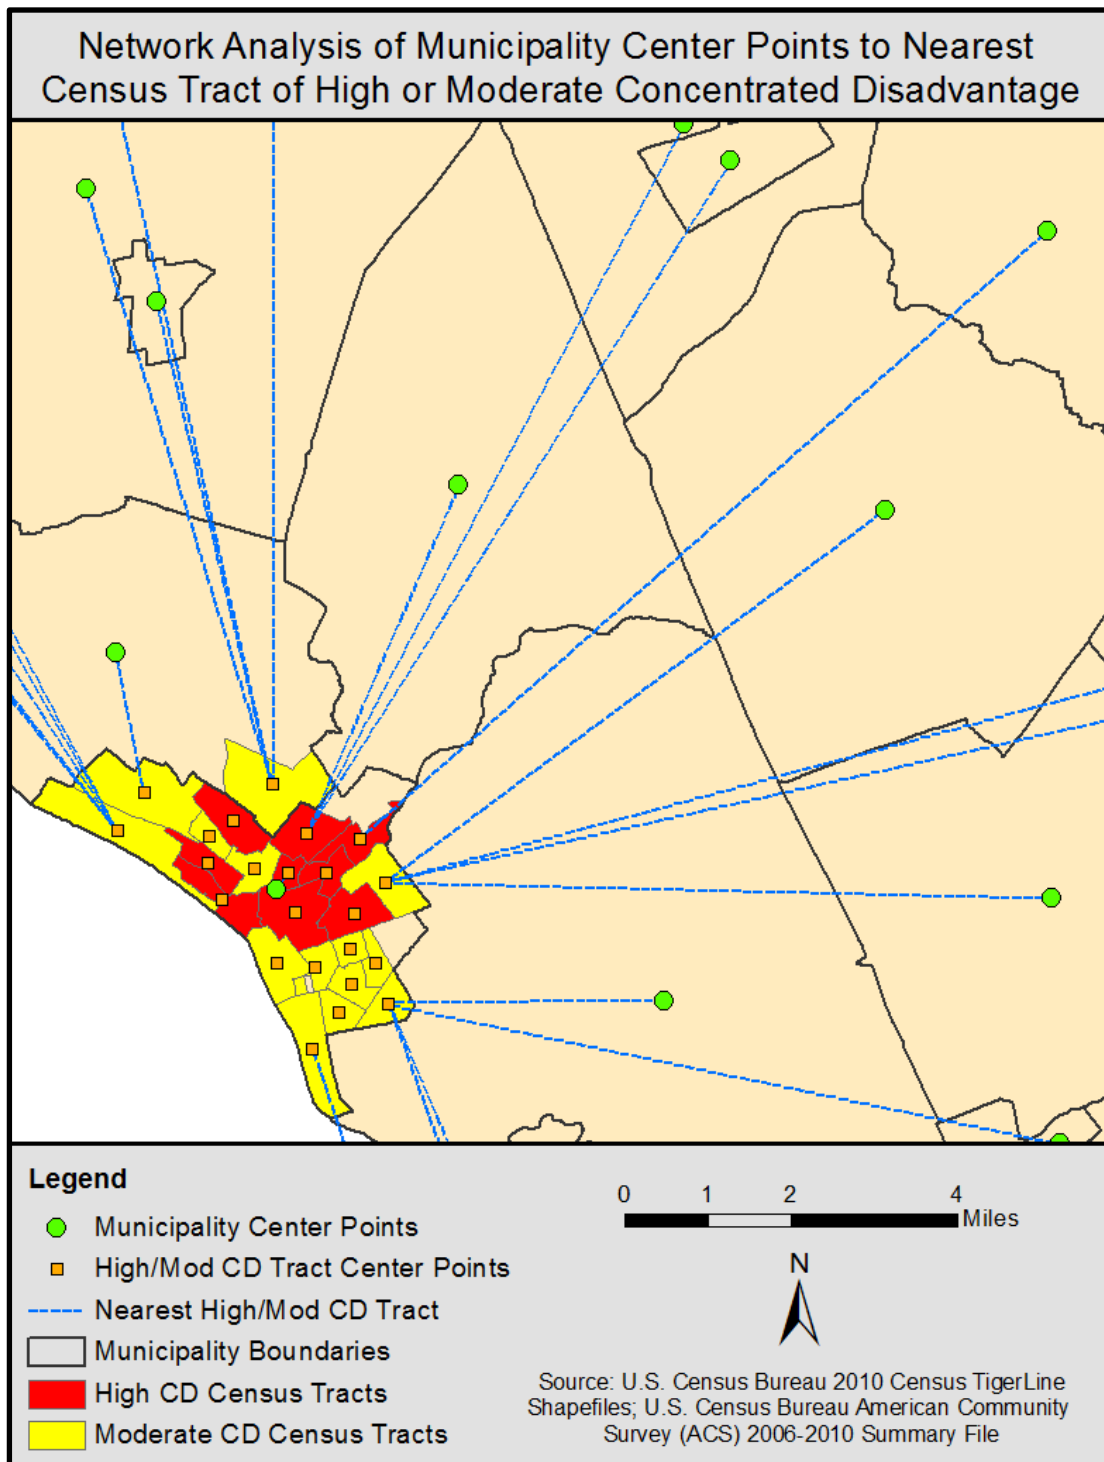 Network Analysis of Municipality Center Points to Nearest
Census Tract of High or Moderate Concentrated Disadvantage
Legend
Municipality Center Points
High/Mod CD Tract Center Points
Nearest High/Mod CD Tract
Municipality Boundaries
High CD Census Tracts
Moderate CD Census Tracts
0 1 2 4
Miles
N
Source: U.S. Census Bureau 2010 Census TigerLine
Shapefiles; U.S. Census Bureau American Community
Survey (ACS) 2006-2010 Summary File